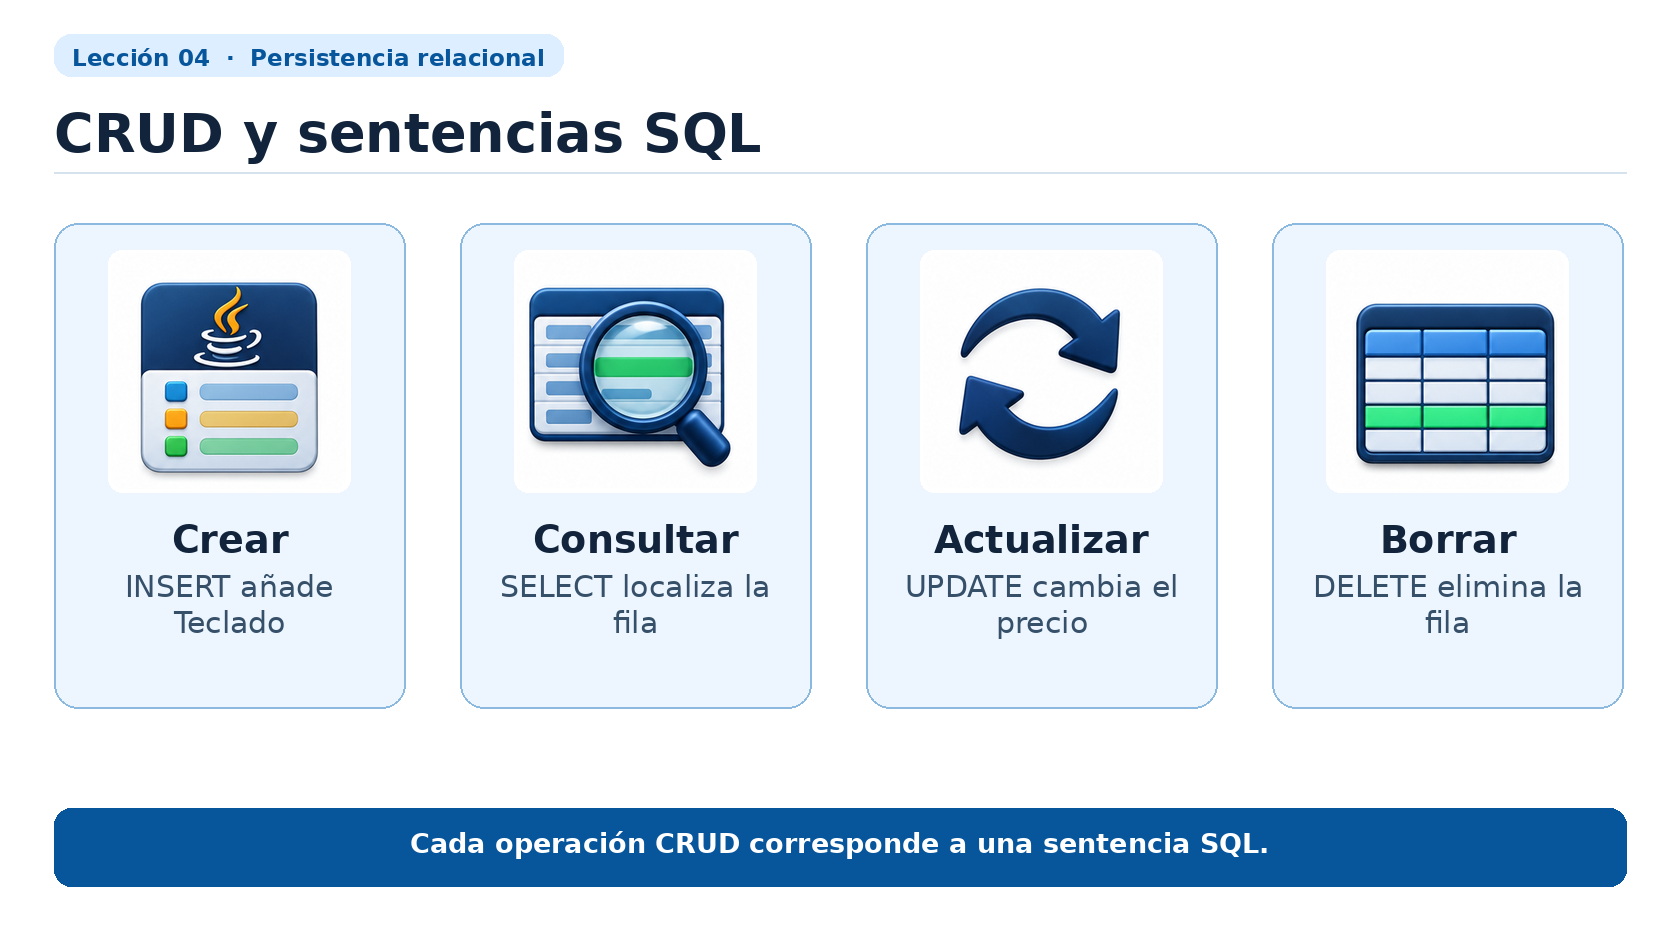 Lección 04 · Persistencia relacional
CRUD y sentencias SQL
Crear
INSERT añade
Teclado
Consultar
SELECT localiza la
fila
Actualizar
UPDATE cambia el
precio
Borrar
DELETE elimina la
fila
Cada operación CRUD corresponde a una sentencia SQL.